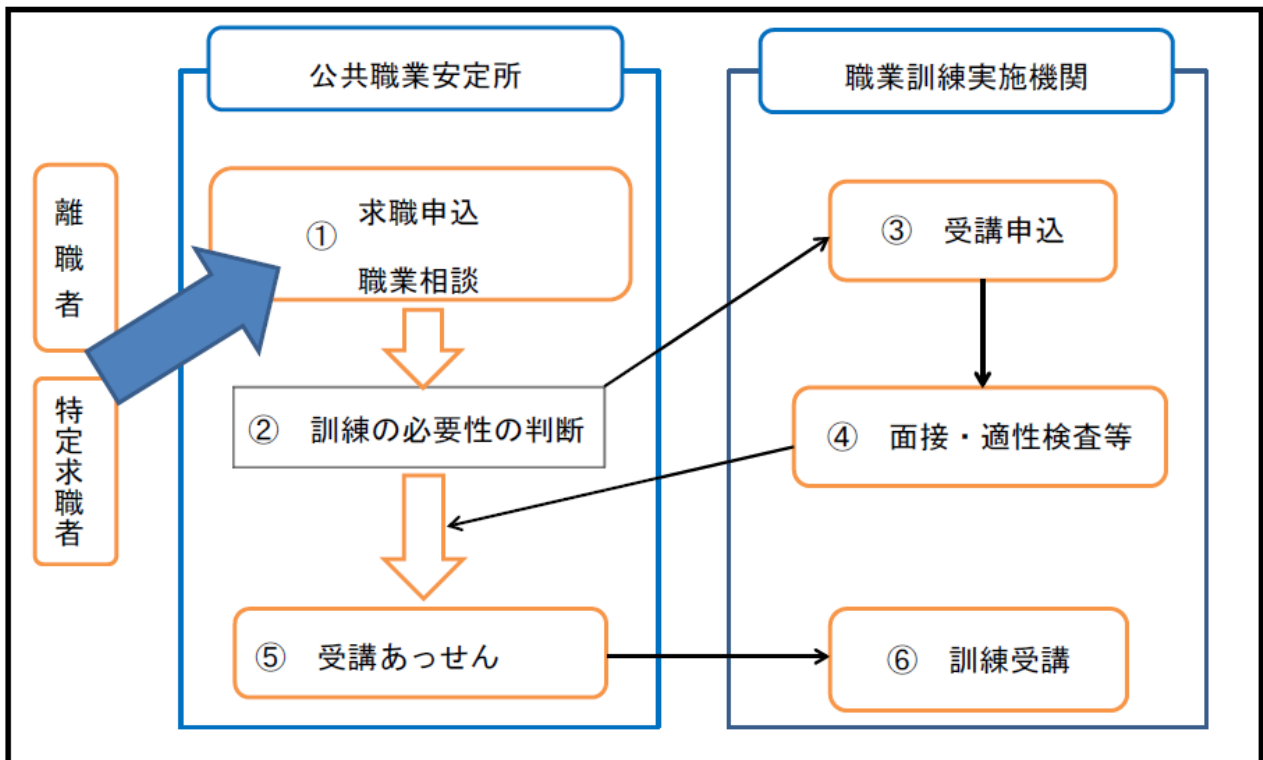 公共職業安定所
職業訓練実施機関
離職者
特定求職者
① 求職申込
職業相談
② 訓練の必要性の判断
③ 受講申込
④ 面接・適性検査等
⑤ 受講あっせん
⑥ 訓練受講